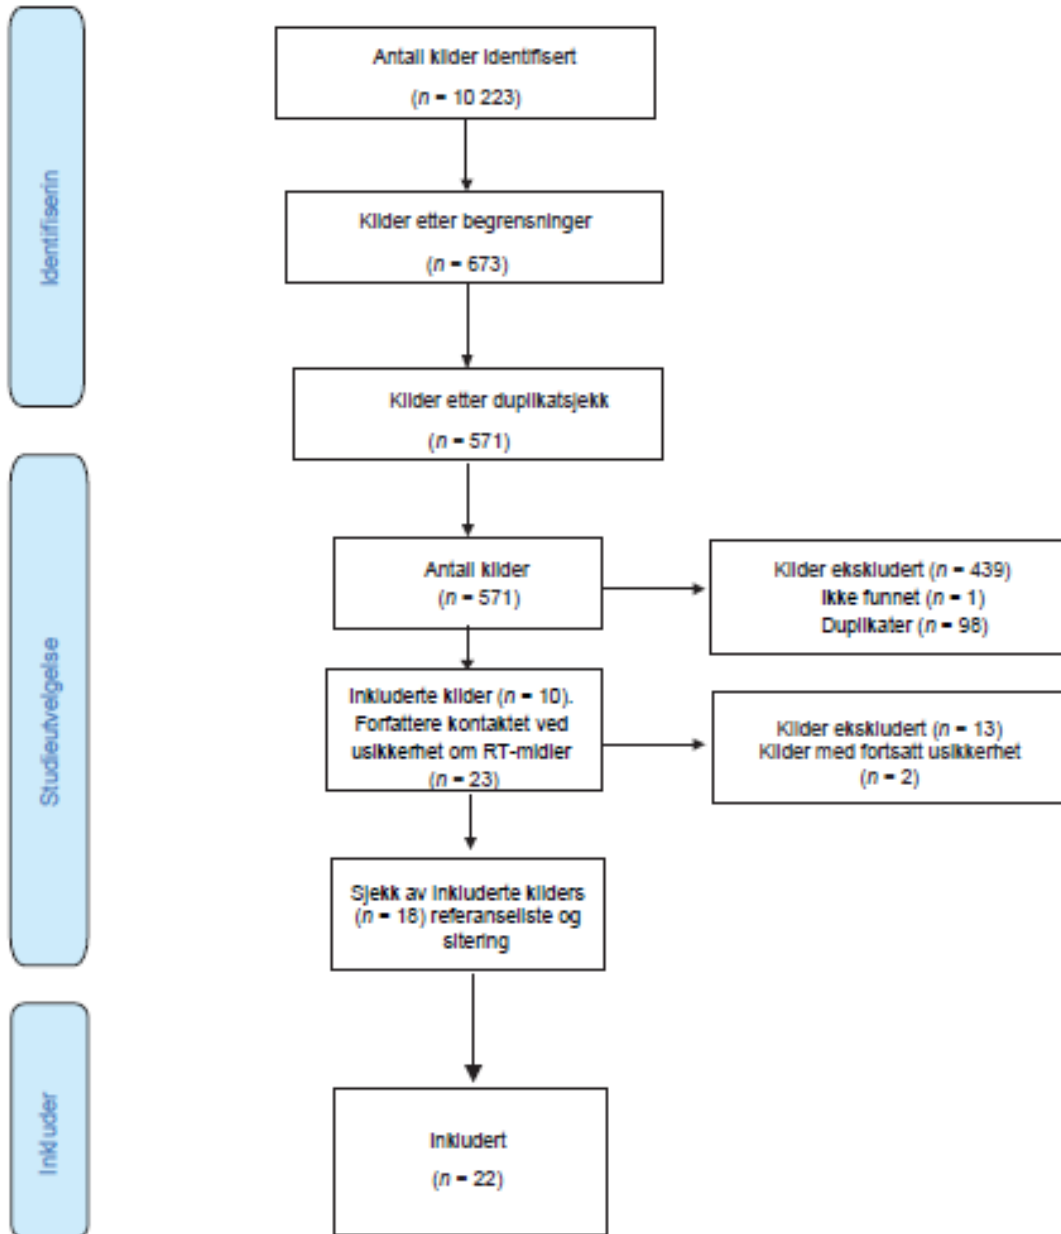 Identifiserin
Antall kilder identifisert
(n = 10 223)
Kilder etter begrensninger
(n = 673)
Kilder etter duplikatsjekk
(n = 571)
Studieutvelgelse
Antall kilder
(n = 571)
Kilder ekskludert (n = 439)
Ikke funnet (n = 1)
Duplikater (n = 98)
Inkluderte kilder (n = 10).
Forfattere kontaktet ved
usikkerhet om RT-midler
(n = 23)
Kilder ekskludert (n = 13)
Kilder med fortsatt usikkerhet
(n = 2)
Sjekk av inkluderte kilders
(n = 18) referanseliste og
sitering
Inkluder
Inkludert
(n = 22)